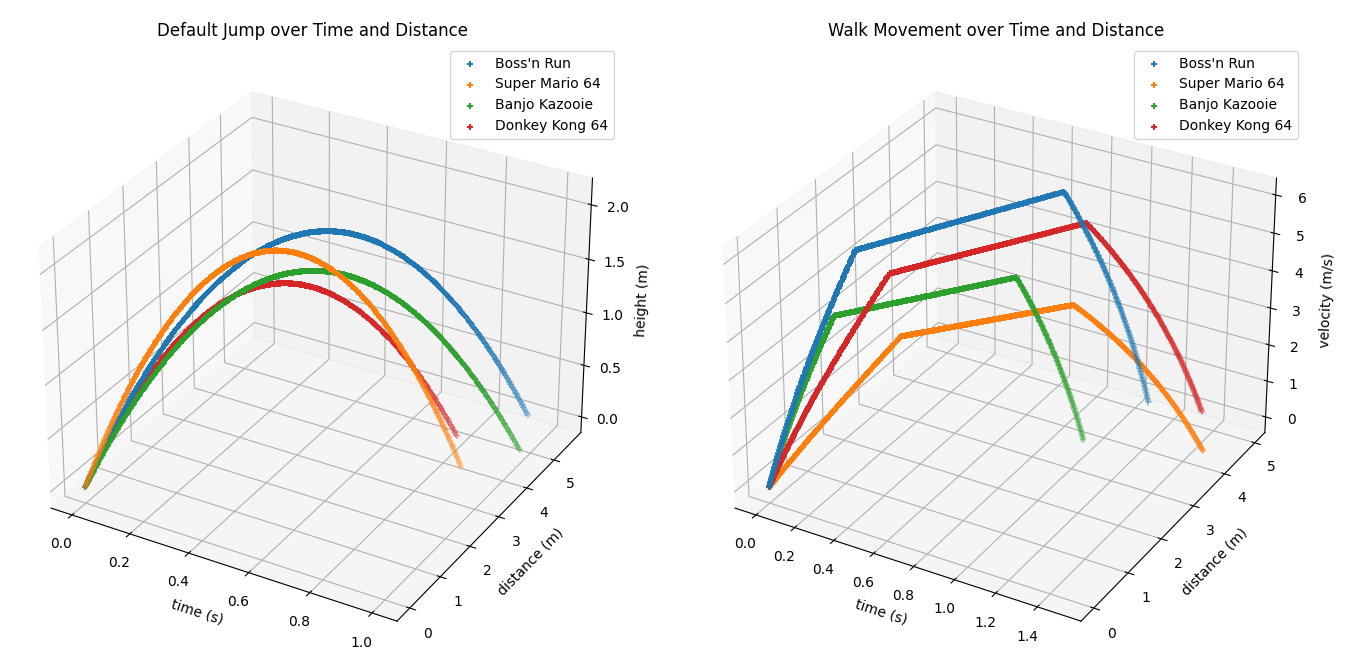 Default Jump over Time and Distance
Boss'n Run
Super Mario 64
Banjo Kazooie
Donkey Kong 64
2.0
1.5
1.0
0.5
0.0
height (m)
0.0
0.2
0.4
0.6
0.8
1.0
time (s)
0
1
2
3
4
5
distance (m)
Walk Movement over Time and Distance
Boss'n Run
Super Mario 64
Banjo Kazooie
Donkey Kong 64
6
5
4
3
2
1
0
velocity (m/s)
0.0
0.2
0.4
0.6
0.8
1.0
1.2
1.4
time (s)
0
1
2
3
4
5
distance (m)